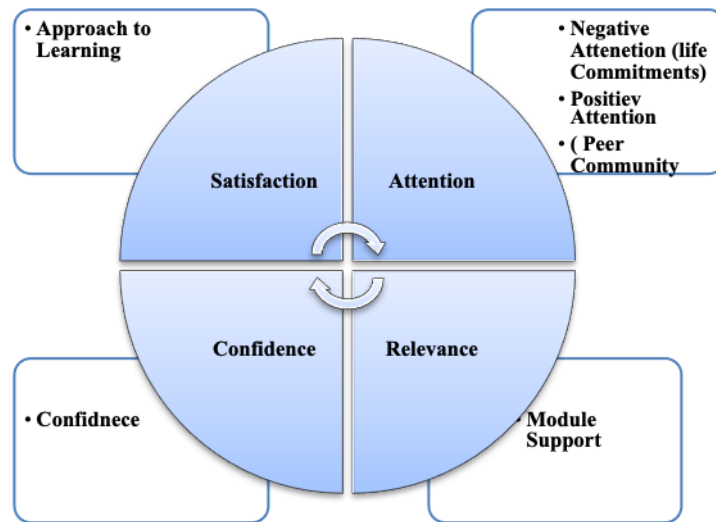 • Approach to
Learning
• Negative
Attenetion (life
Commitments)
• Positiev
Attention
• ( Peer
Community
Satisfaction
Attention
Confidence
Relevance
• Confidnece
• Module
Support